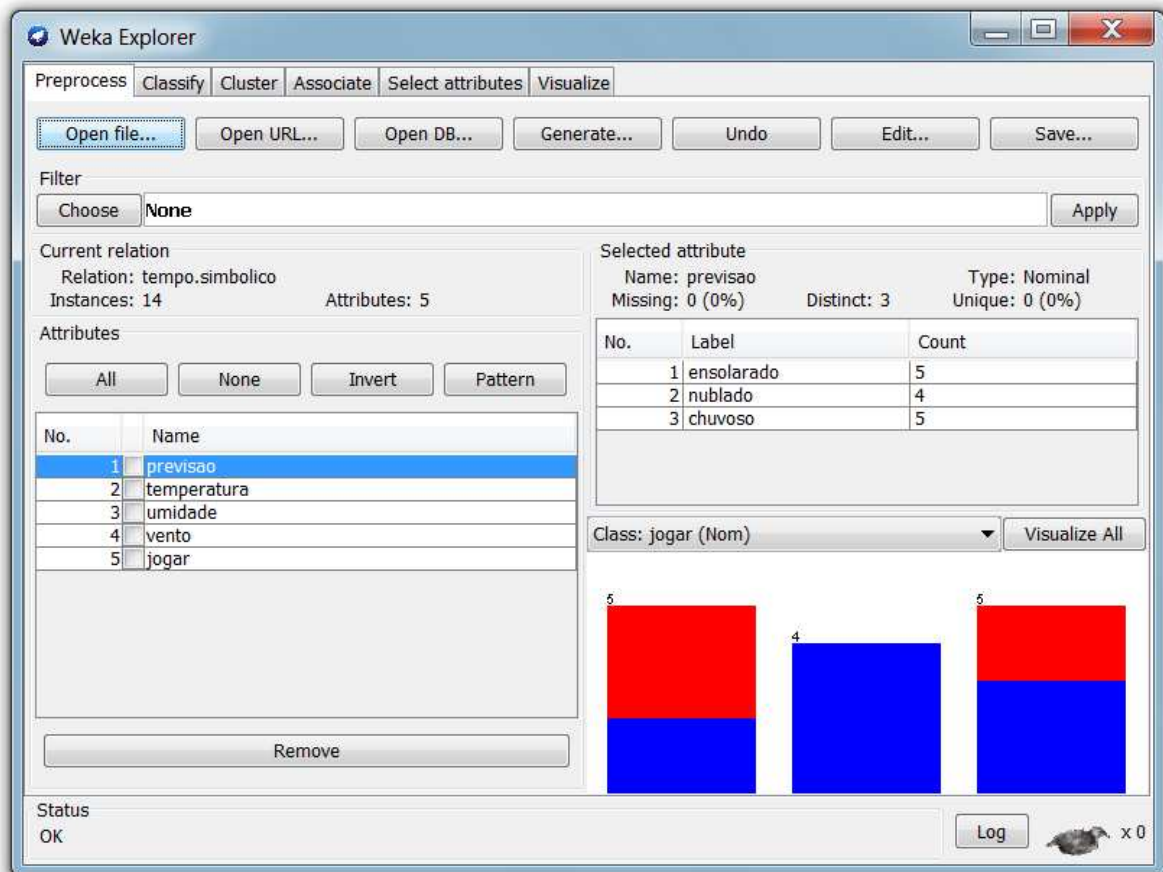 Weka Explorer
Preprocess Classify Cluster Associate Select attributes Visualize
Open file... Open URL... Open DB... Generate... Undo Edit... Save...
Filter
Choose None Apply
Current relation
Relation: tempo.simbolico
Instances: 14 Attributes: 5
Attributes
All None Invert Pattern
No. Name
1 previsao
2 temperatura
3 umidade
4 vento
5 jogar
Remove
Selected attribute
Name: previsao Type: Nominal
Missing: 0 (0%) Distinct: 3 Unique: 0 (0%)
No. Label Count
1 ensolarado 5
2 nublado 4
3 chuvoso 5
Class: jogar (Nom) Visualize All
5 4 5
Status
OK
Log x 0